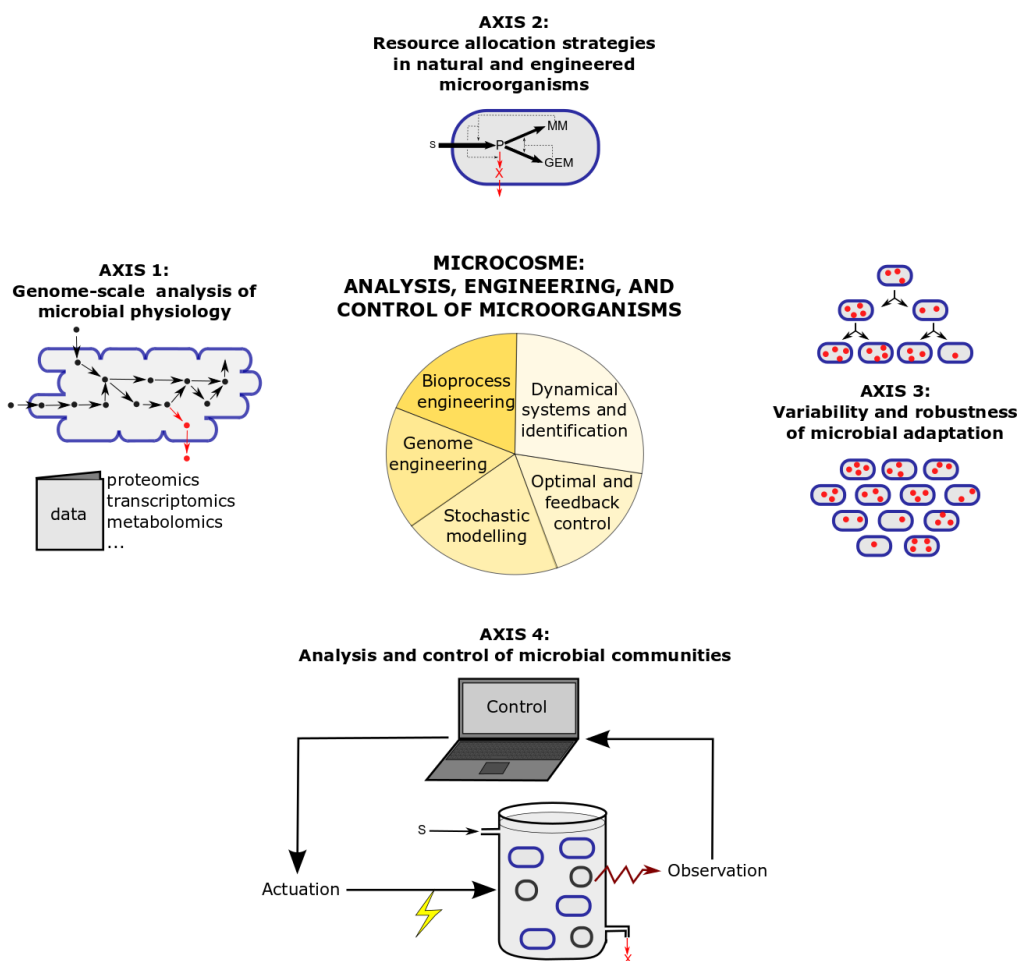 AXIS 2:
Resource allocation strategies
in natural and engineered
microorganisms
MM
S
P
X
GEM
AXIS 1:
Genome-scale analysis of
microbial physiology
data
proteomics
transcriptomics
metabolomics
...
MICROCOSME:
ANALYSIS, ENGINEERING, AND
CONTROL OF MICROORGANISMS
Bioprocess
engineering
Dynamical
systems and
identification
Genome
engineering
Optimal and
feedback
control
Stochastic
modelling
AXIS 3:
Variability and robustness
of microbial adaptation
AXIS 4:
Analysis and control of microbial communities
Control
S
Actuation
Observation
X